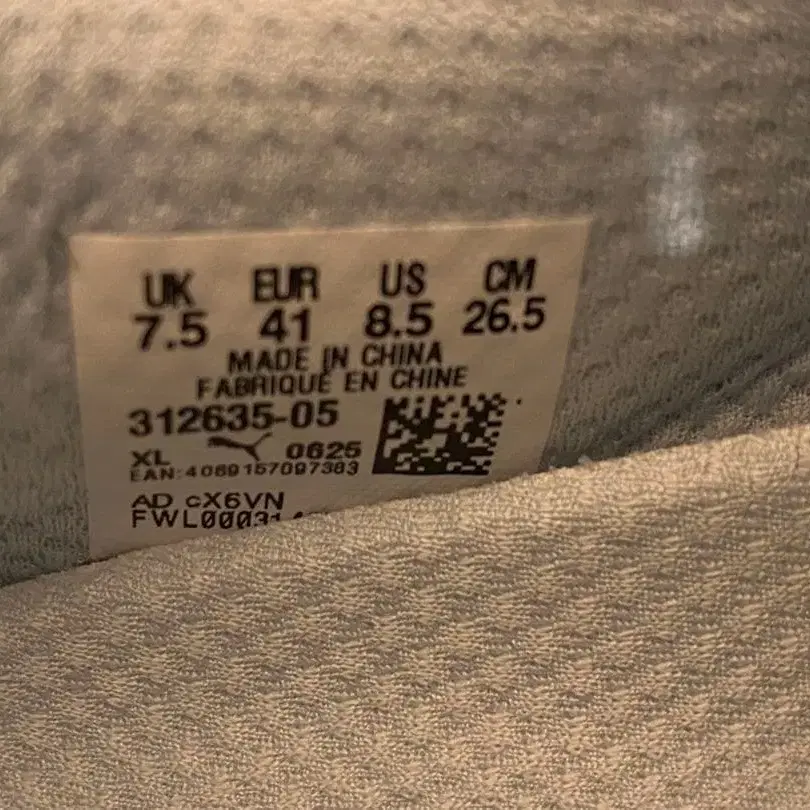 UK EUR US CM
7.5 41 8.5 26.5
MADE IN CHINA
FABRIQUÉ EN CHINE
312635-05
XL 0625
EAN:4069157097383
AD cX6VN